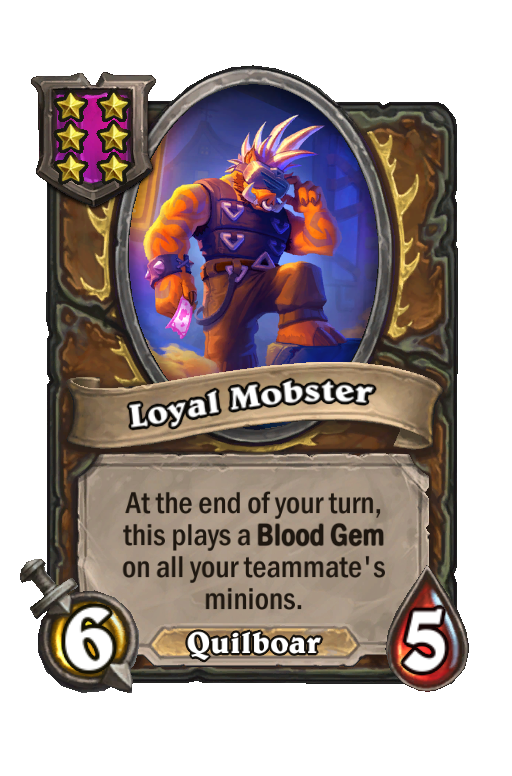 Loyal Mobster
At the end of your turn,
this plays a Blood Gem
on all your teammate's
minions.
6
Quilboar
5